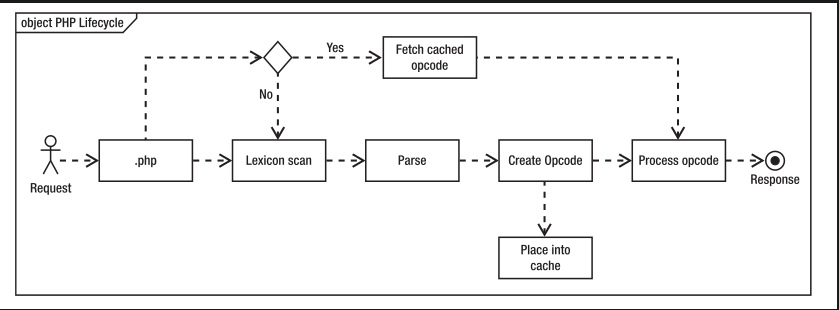 object PHP Lifecycle
Yes
Fetch cached
opcode
No
.php
Lexicon scan
Parse
Create Opcode
Process opcode
Request
Response
Place into
cache